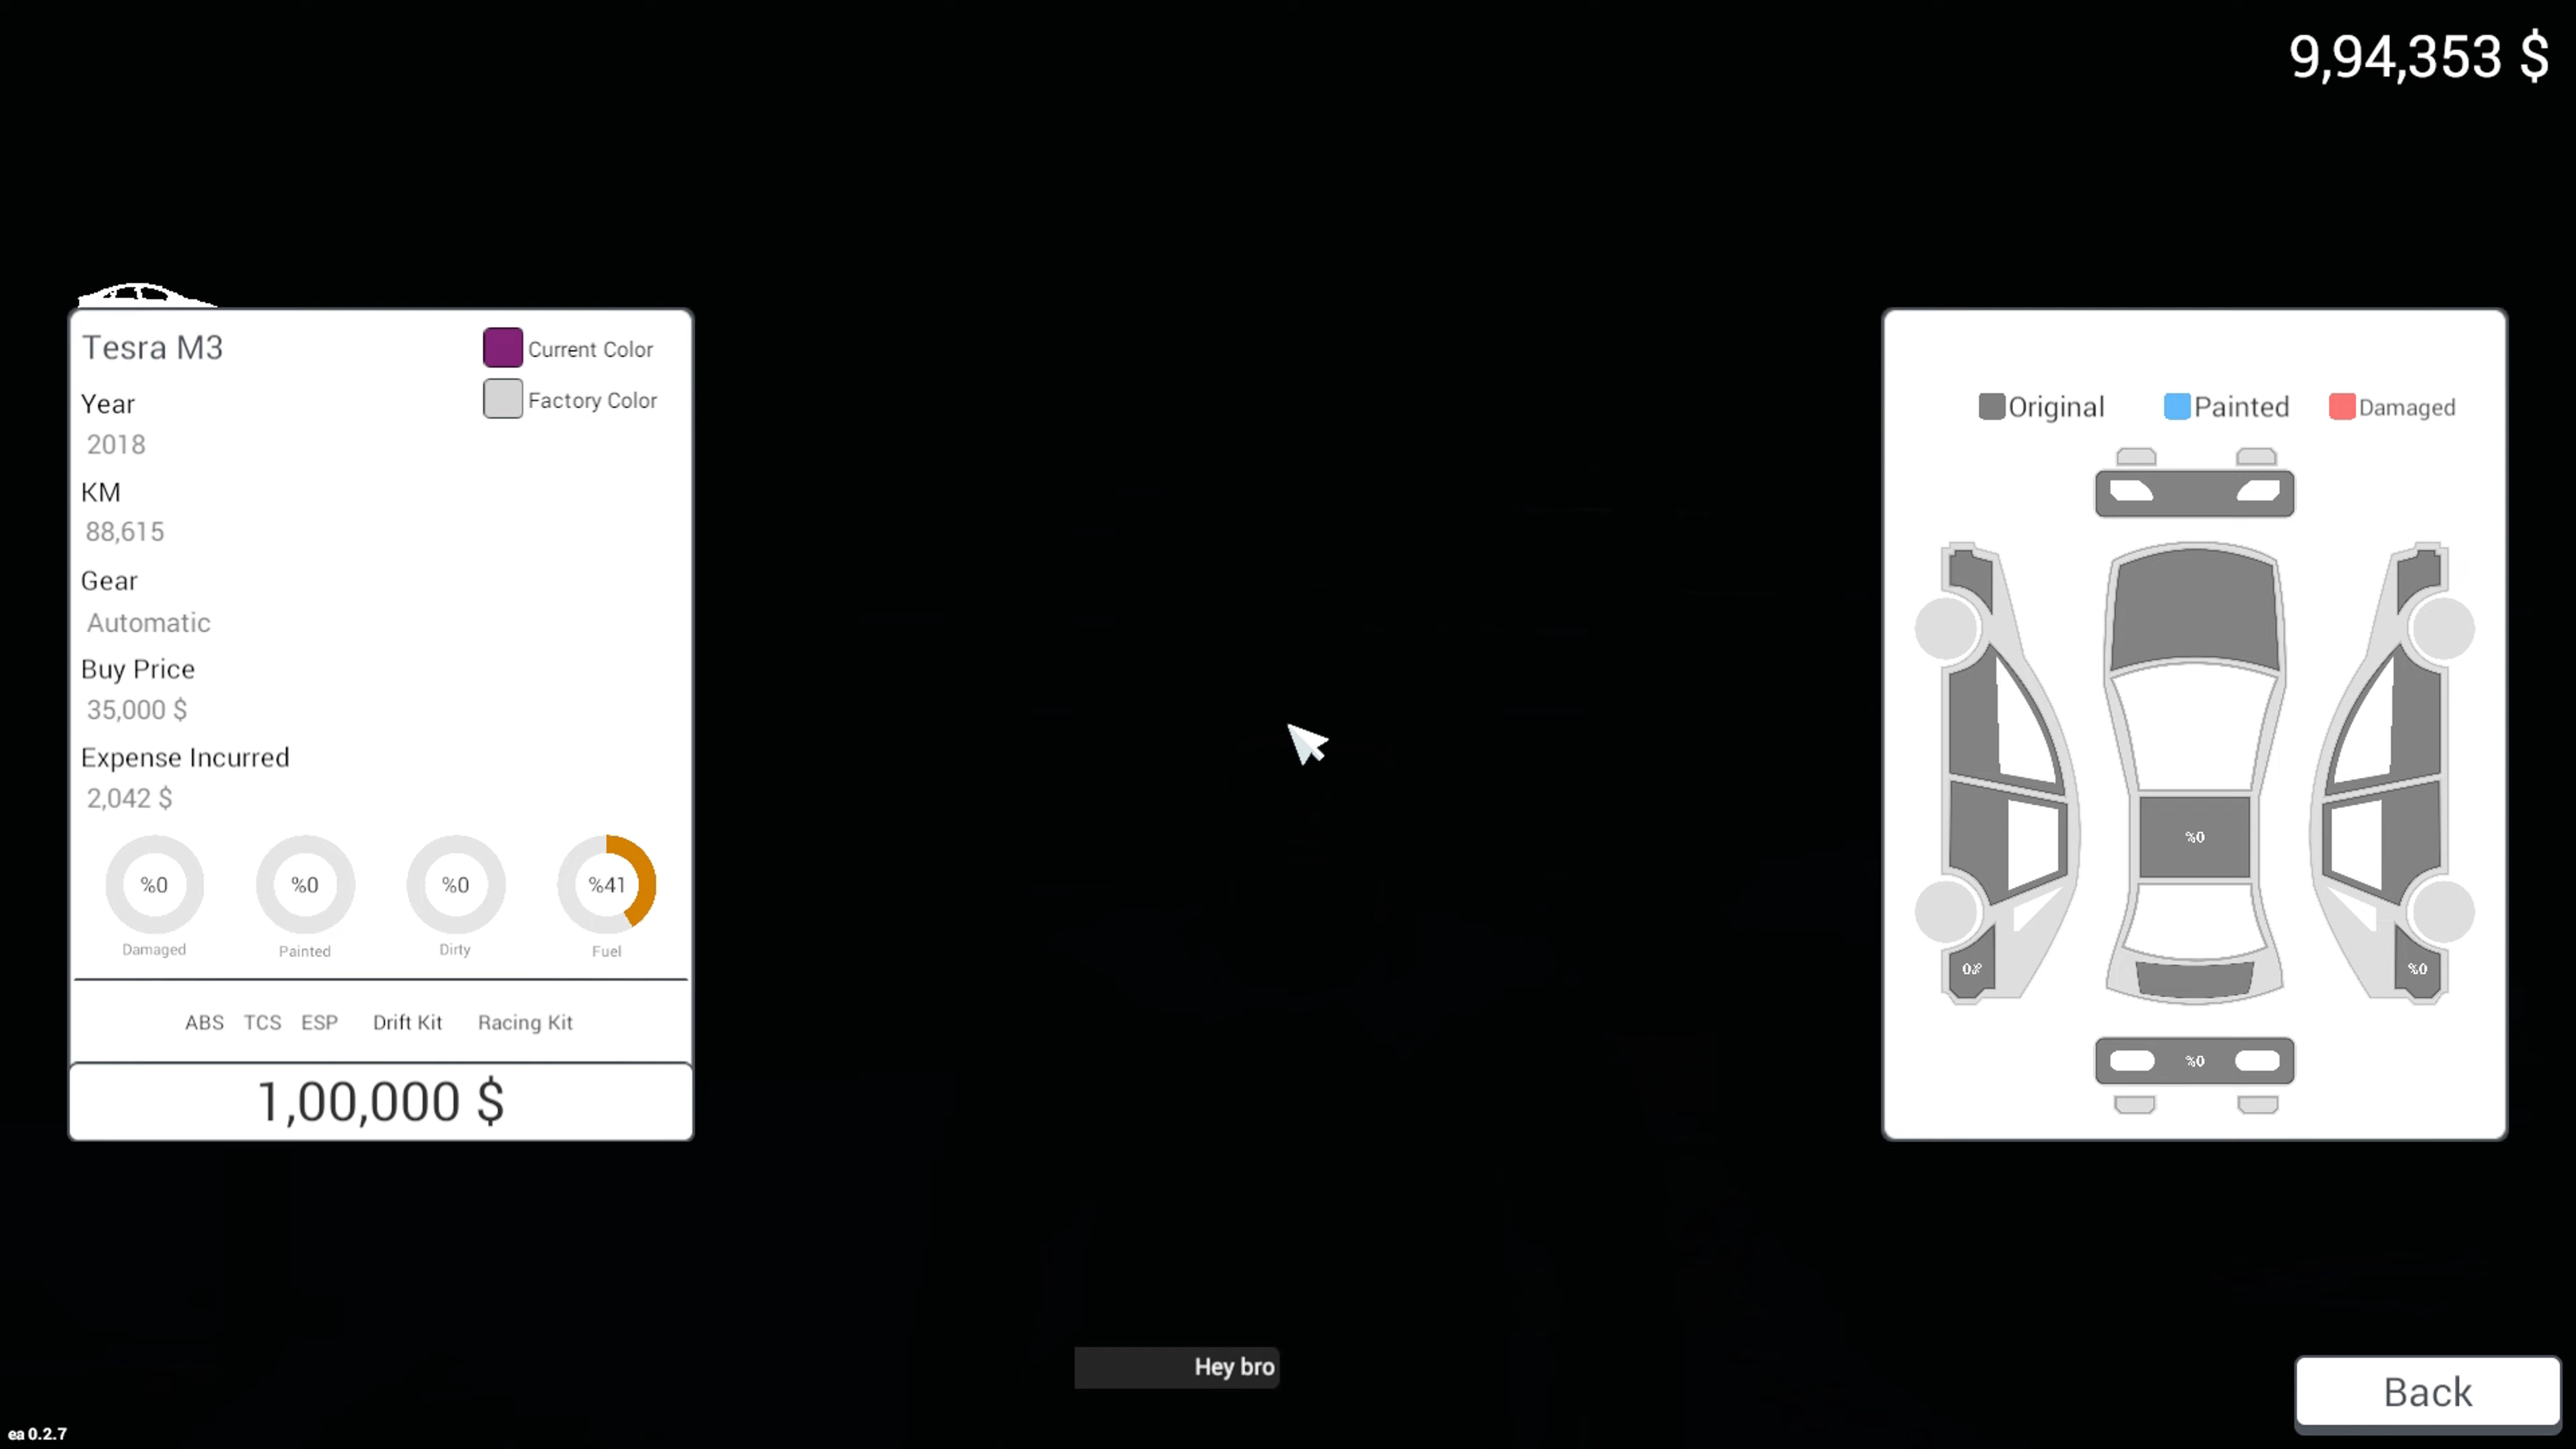 9,94,353 $
Tesra M3
Current Color
Factory Color
Year
2018
KM
88,615
Gear
Automatic
Buy Price
35,000 $
Expense Incurred
2,042 $
%0 %0 %0 %41
Damaged Painted Dirty Fuel
ABS TCS ESP Drift Kit Racing Kit
1,00,000 $
Original Painted Damaged
%0
%0 %0
%0
Hey bro
Back
ea 0.2.7